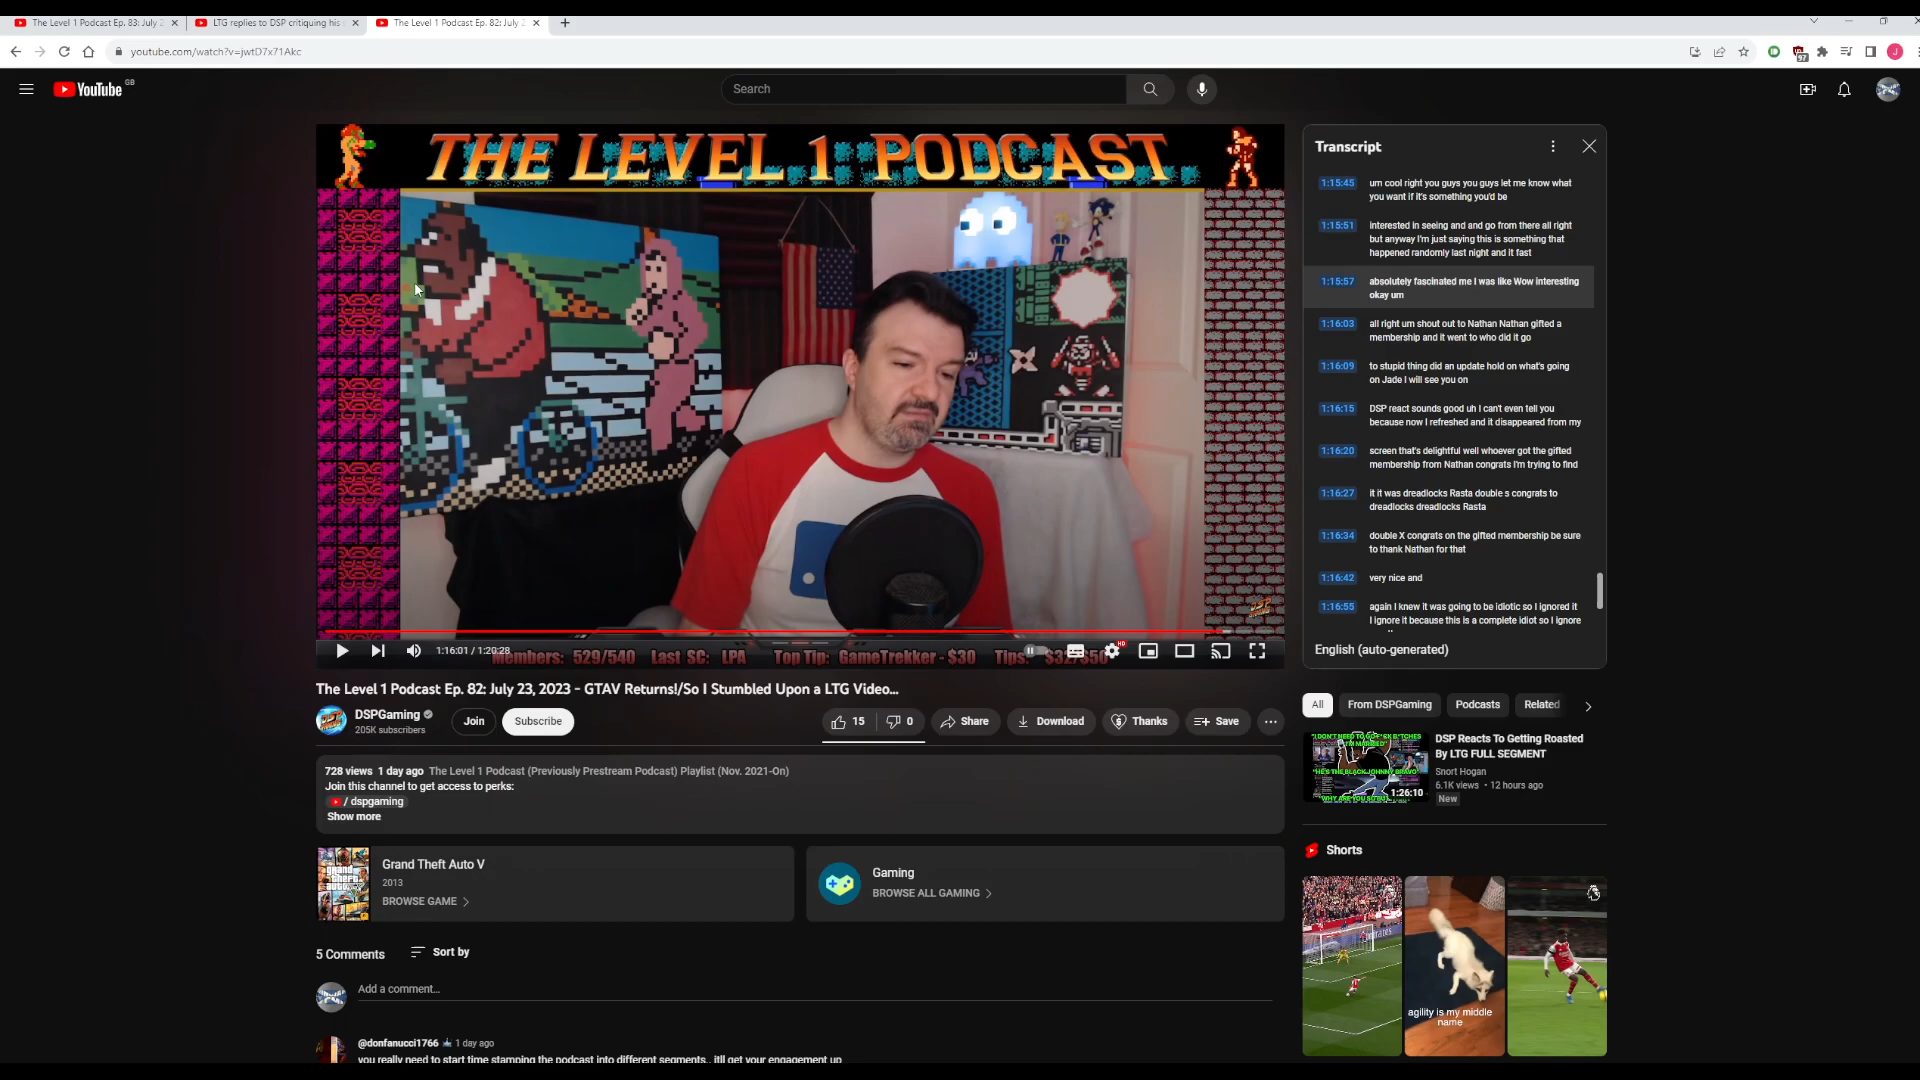 The Level 1 Podcast Ep. 83: July 2
LTG replies to DSP critiquing his
The Level 1 Podcast Ep. 82: July 2
youtube.com/watch?v=jwtD7x71Akc
97
J
YouTube GB
Search
THE LEVEL 1 PODCAST
Members: 529/540 Last SC: LPA Top Tip: GameTrekker - $30 Tips: $32/$50
1:16:01 / 1:20:28
HD
Transcript
1:15:45 um cool right you guys you guys let me know what
you want if it's something you'd be
1:15:51 interested in seeing and and go from there all right
but anyway I'm just saying this is something that
happened randomly last night and it fast
1:15:57 absolutely fascinated me I was like Wow interesting
okay um
1:16:03 all right um shout out to Nathan Nathan gifted a
membership and it went to who did it go
1:16:09 to stupid thing did an update hold on what's going
on Jade I will see you on
1:16:15 DSP react sounds good uh I can't even tell you
because now I refreshed and it disappeared from my
1:16:20 screen that's delightful well whoever got the gifted
membership from Nathan congrats I'm trying to find
1:16:27 it it was dreadlocks Rasta double s congrats to
dreadlocks dreadlocks Rasta
1:16:34 double X congrats on the gifted membership be sure
to thank Nathan for that
1:16:42 very nice and
1:16:55 again I knew it was going to be idiotic so I ignored it
I ignore it because this is a complete idiot so I ignore
English (auto-generated)
The Level 1 Podcast Ep. 82: July 23, 2023 - GTAV Returns!/So I Stumbled Upon a LTG Video...
DSPGaming
205K subscribers
Join
Subscribe
15
0
Share
Download
Thanks
Save
728 views 1 day ago The Level 1 Podcast (Previously Prestream Podcast) Playlist (Nov. 2021-On)
Join this channel to get access to perks:
/ dspgaming
Show more
Grand Theft Auto V
2013
BROWSE GAME
Gaming
BROWSE ALL GAMING
5 Comments
Sort by
Add a comment...
@donfanucci1766 1 day ago
you really need to start time stamping the podcast into different segments.. itll get your engagement up
All
From DSPGaming
Podcasts
Related
"HE'S THE BLACK JOHNNY BRAVO"
1:26:10
DSP Reacts To Getting Roasted
By LTG FULL SEGMENT
Snort Hogan
6.1K views • 12 hours ago
New
Shorts
agility is my middle
name